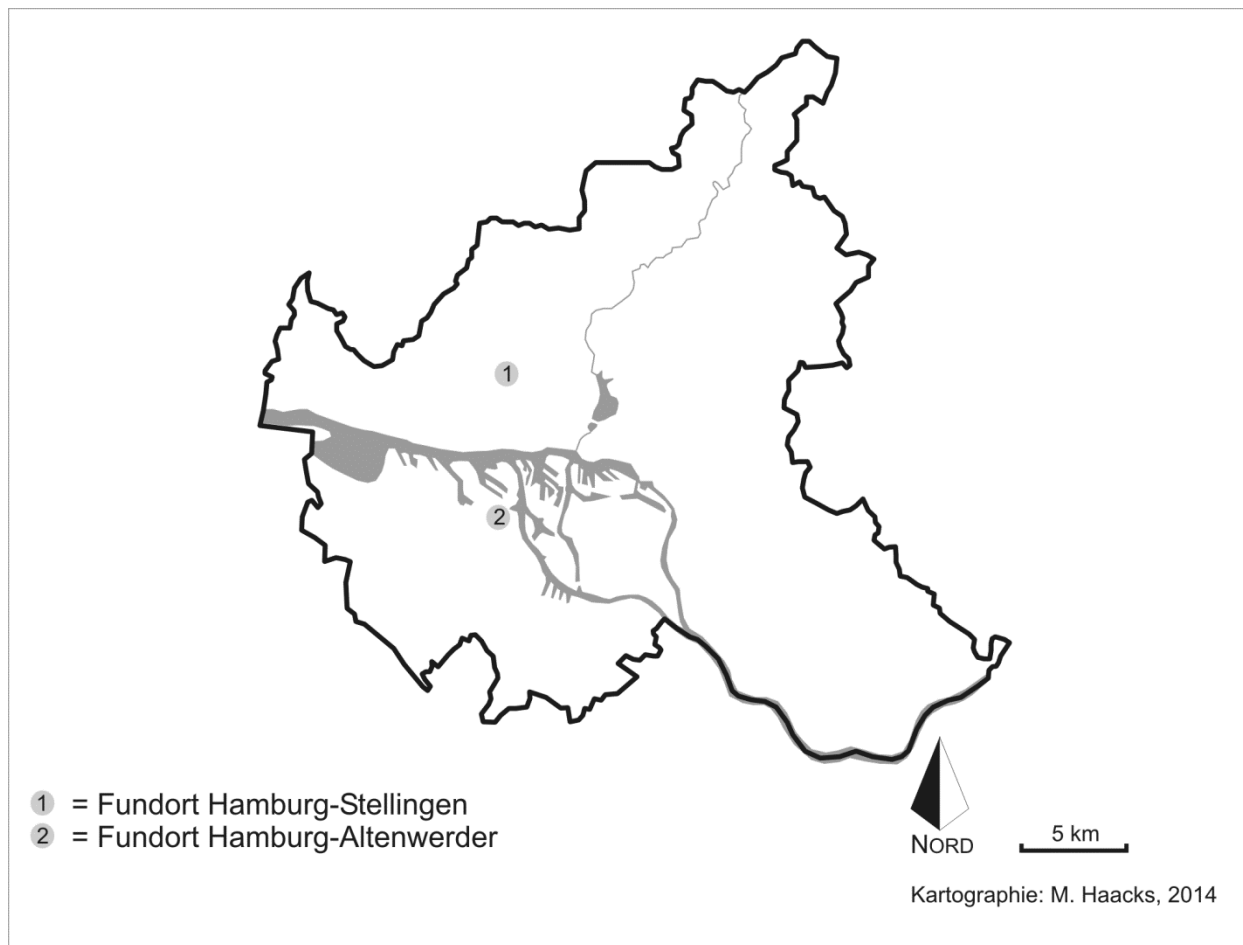 1
2
1 = Fundort Hamburg-Stellingen
2 = Fundort Hamburg-Altenwerder
NORD
5 km
Kartographie: M. Haacks, 2014